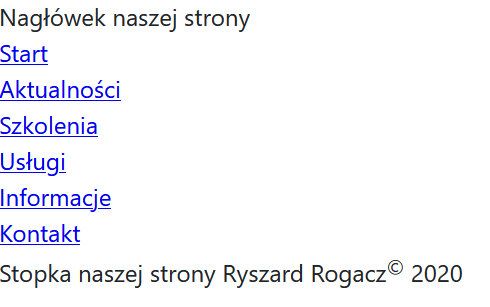 Nagłówek naszej strony
Start
Aktualności
Szkolenia
Usługi
Informacje
Kontakt
Stopka naszej strony Ryszard Rogacz© 2020